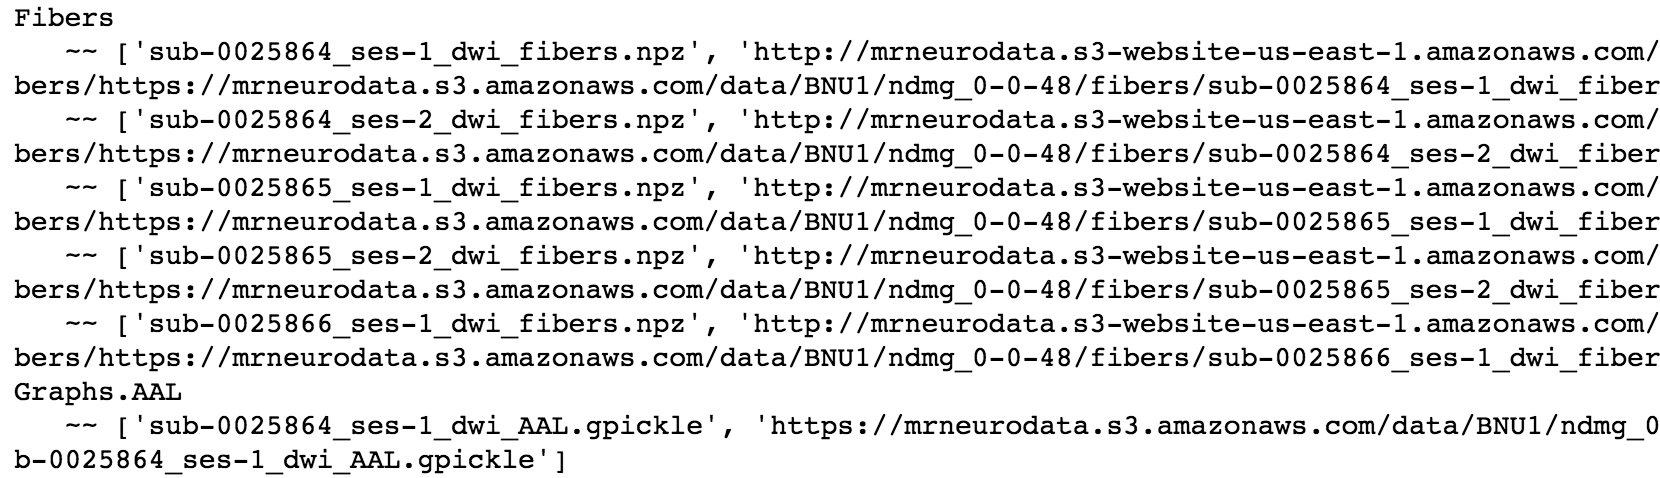 Fibers
~~ ['sub-0025864_ses-1_dwi_fibers.npz', 'http://mrneurodata.s3-website-us-east-1.amazonaws.com/
bers/https://mrneurodata.s3.amazonaws.com/data/BNU1/ndmg_0-0-48/fibers/sub-0025864_ses-1_dwi_fiber
~~ ['sub-0025864_ses-2_dwi_fibers.npz', 'http://mrneurodata.s3-website-us-east-1.amazonaws.com/
bers/https://mrneurodata.s3.amazonaws.com/data/BNU1/ndmg_0-0-48/fibers/sub-0025864_ses-2_dwi_fiber
~~ ['sub-0025865_ses-1_dwi_fibers.npz', 'http://mrneurodata.s3-website-us-east-1.amazonaws.com/
bers/https://mrneurodata.s3.amazonaws.com/data/BNU1/ndmg_0-0-48/fibers/sub-0025865_ses-1_dwi_fiber
~~ ['sub-0025865_ses-2_dwi_fibers.npz', 'http://mrneurodata.s3-website-us-east-1.amazonaws.com/
bers/https://mrneurodata.s3.amazonaws.com/data/BNU1/ndmg_0-0-48/fibers/sub-0025865_ses-2_dwi_fiber
~~ ['sub-0025866_ses-1_dwi_fibers.npz', 'http://mrneurodata.s3-website-us-east-1.amazonaws.com/
bers/https://mrneurodata.s3.amazonaws.com/data/BNU1/ndmg_0-0-48/fibers/sub-0025866_ses-1_dwi_fiber
Graphs.AAL
~~ ['sub-0025864_ses-1_dwi_AAL.gpickle', 'https://mrneurodata.s3.amazonaws.com/data/BNU1/ndmg_0
b-0025864_ses-1_dwi_AAL.gpickle']